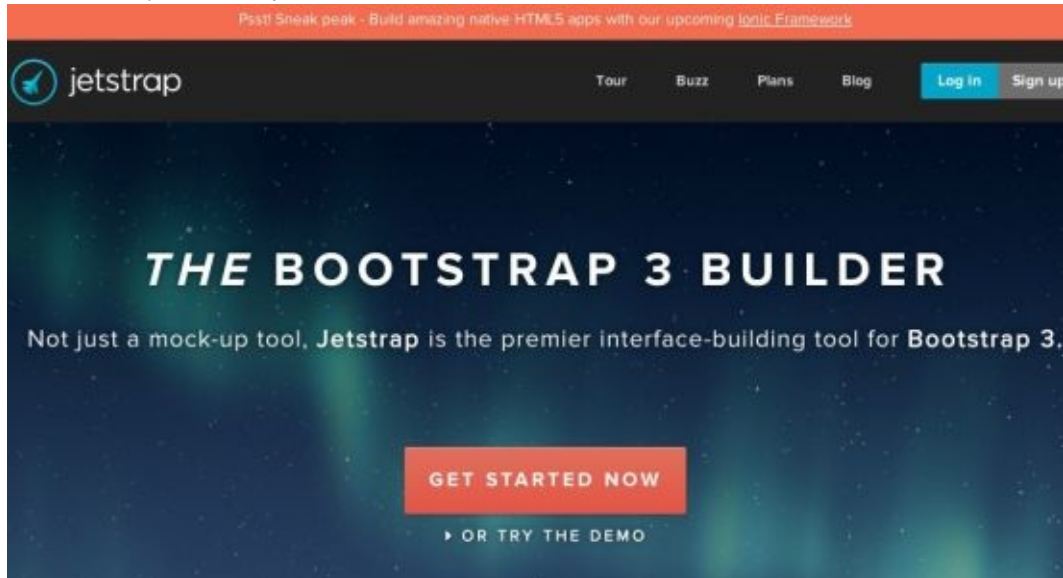 Psst! Sneak peak - Build amazing native HTML5 apps with our upcoming Ionic Framework
jetstrap
Tour Buzz Plans Blog Log in Sign up
THE BOOTSTRAP 3 BUILDER
Not just a mock-up tool, Jetstrap is the premier interface-building tool for Bootstrap 3.
GET STARTED NOW
OR TRY THE DEMO